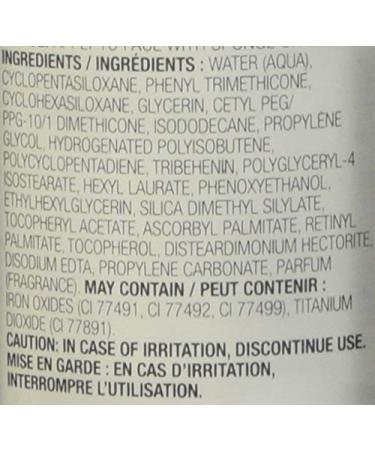 TO FACE WITH SPONGE
INGREDIENTS / INGRÉDIENTS : WATER (AQUA),
CYCLOPENTASILOXANE, PHENYL TRIMETHICONE,
CYCLOHEXASILOXANE, GLYCERIN, CETYL PEG/
PPG-10/1 DIMETHICONE, ISODODECANE, PROPYLENE
GLYCOL, HYDROGENATED POLYISOBUTENE,
POLYCYCLOPENTADIENE, TRIBEHENIN, POLYGLYCERYL-4
ISOSTEARATE, HEXYL LAURATE, PHENOXYETHANOL,
ETHYLHEXYLGLYCERIN, SILICA DIMETHYL SILYLATE,
TOCOPHERYL ACETATE, ASCORBYL PALMITATE, RETINYL
PALMITATE, TOCOPHEROL, DISTEARDIMONIUM HECTORITE,
DISODIUM EDTA, PROPYLENE CARBONATE, PARFUM
(FRAGRANCE). MAY CONTAIN / PEUT CONTENIR :
IRON OXIDES (CI 77491, CI 77492, CI 77499), TITANIUM
DIOXIDE (CI 77891).
CAUTION: IN CASE OF IRRITATION, DISCONTINUE USE.
MISE EN GARDE : EN CAS D'IRRITATION,
INTERROMPRE L'UTILISATION.